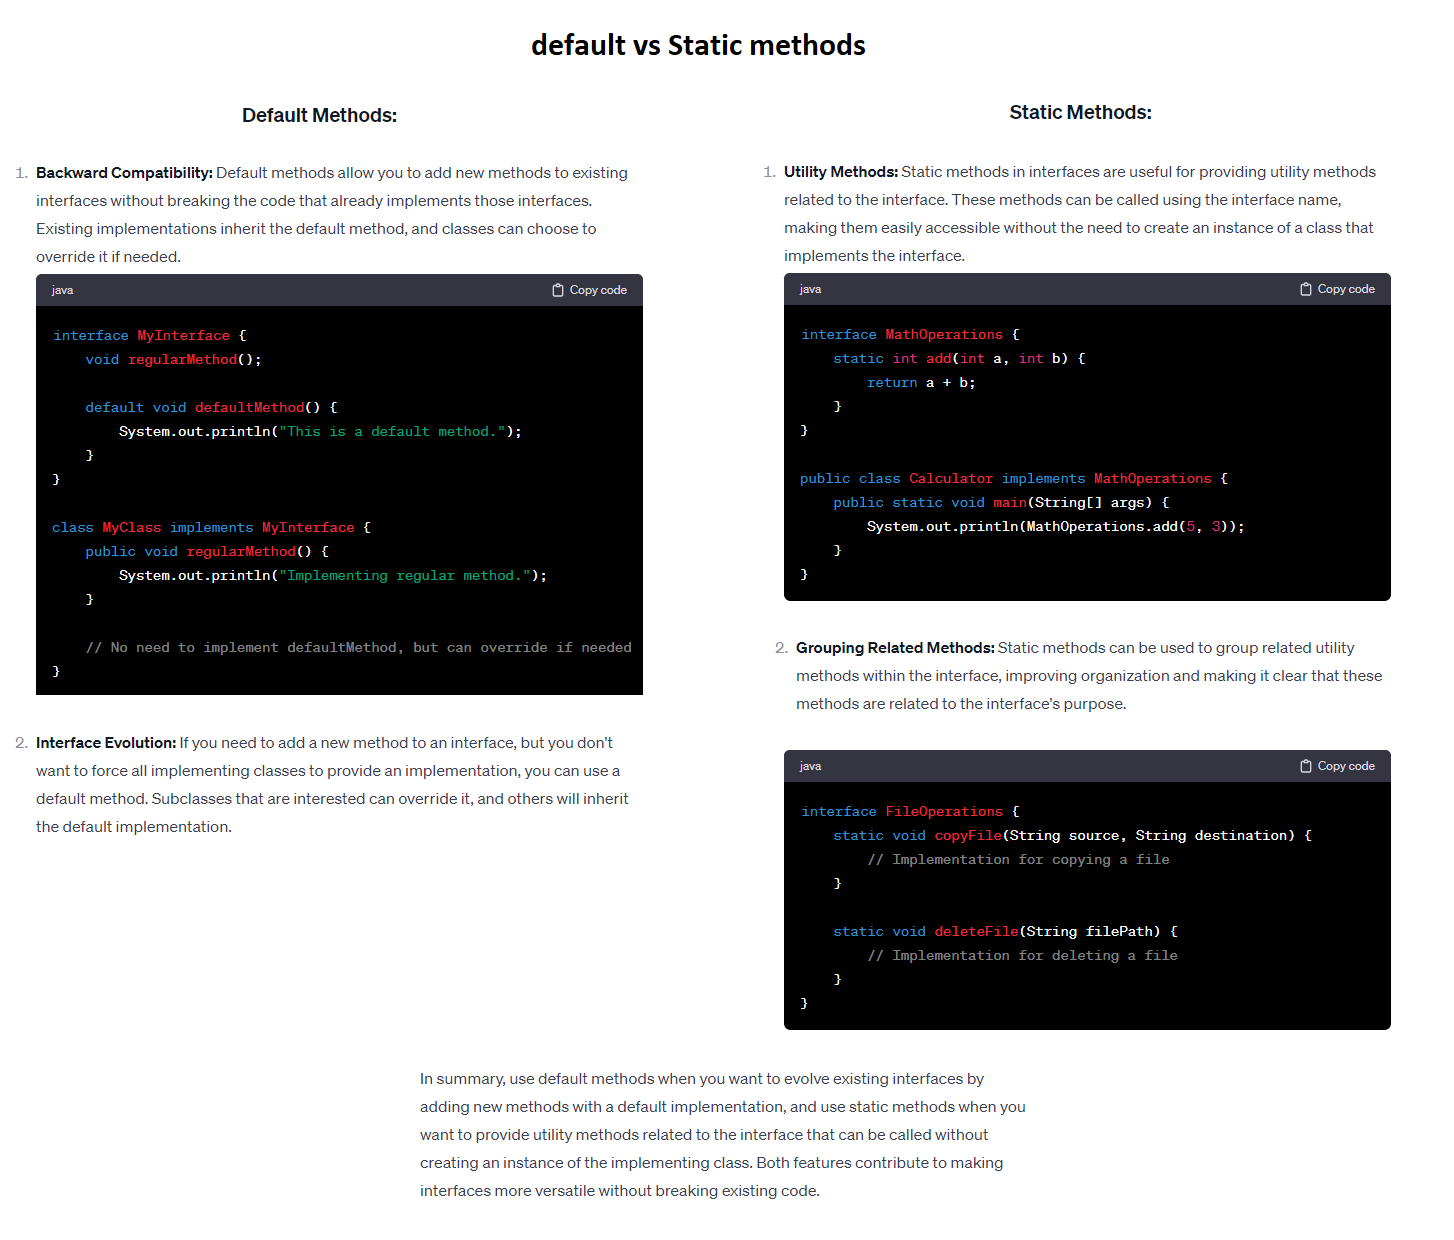 default vs Static methods
Default Methods:
1. Backward Compatibility: Default methods allow you to add new methods to existing
interfaces without breaking the code that already implements those interfaces.
Existing implementations inherit the default method, and classes can choose to
override it if needed.
java Copy code
interface MyInterface {
    void regularMethod();
    default void defaultMethod() {
        System.out.println("This is a default method.");
    }
}
class MyClass implements MyInterface {
    public void regularMethod() {
        System.out.println("Implementing regular method.");
    }
    // No need to implement defaultMethod, but can override if needed
}
2. Interface Evolution: If you need to add a new method to an interface, but you don't
want to force all implementing classes to provide an implementation, you can use a
default method. Subclasses that are interested can override it, and others will inherit
the default implementation.
Static Methods:
1. Utility Methods: Static methods in interfaces are useful for providing utility methods
related to the interface. These methods can be called using the interface name,
making them easily accessible without the need to create an instance of a class that
implements the interface.
java Copy code
interface MathOperations {
    static int add(int a, int b) {
        return a + b;
    }
}
public class Calculator implements MathOperations {
    public static void main(String[] args) {
        System.out.println(MathOperations.add(5, 3));
    }
}
2. Grouping Related Methods: Static methods can be used to group related utility
methods within the interface, improving organization and making it clear that these
methods are related to the interface's purpose.
java Copy code
interface FileOperations {
    static void copyFile(String source, String destination) {
        // Implementation for copying a file
    }
    static void deleteFile(String filePath) {
        // Implementation for deleting a file
    }
}
In summary, use default methods when you want to evolve existing interfaces by
adding new methods with a default implementation, and use static methods when you
want to provide utility methods related to the interface that can be called without
creating an instance of the implementing class. Both features contribute to making
interfaces more versatile without breaking existing code.